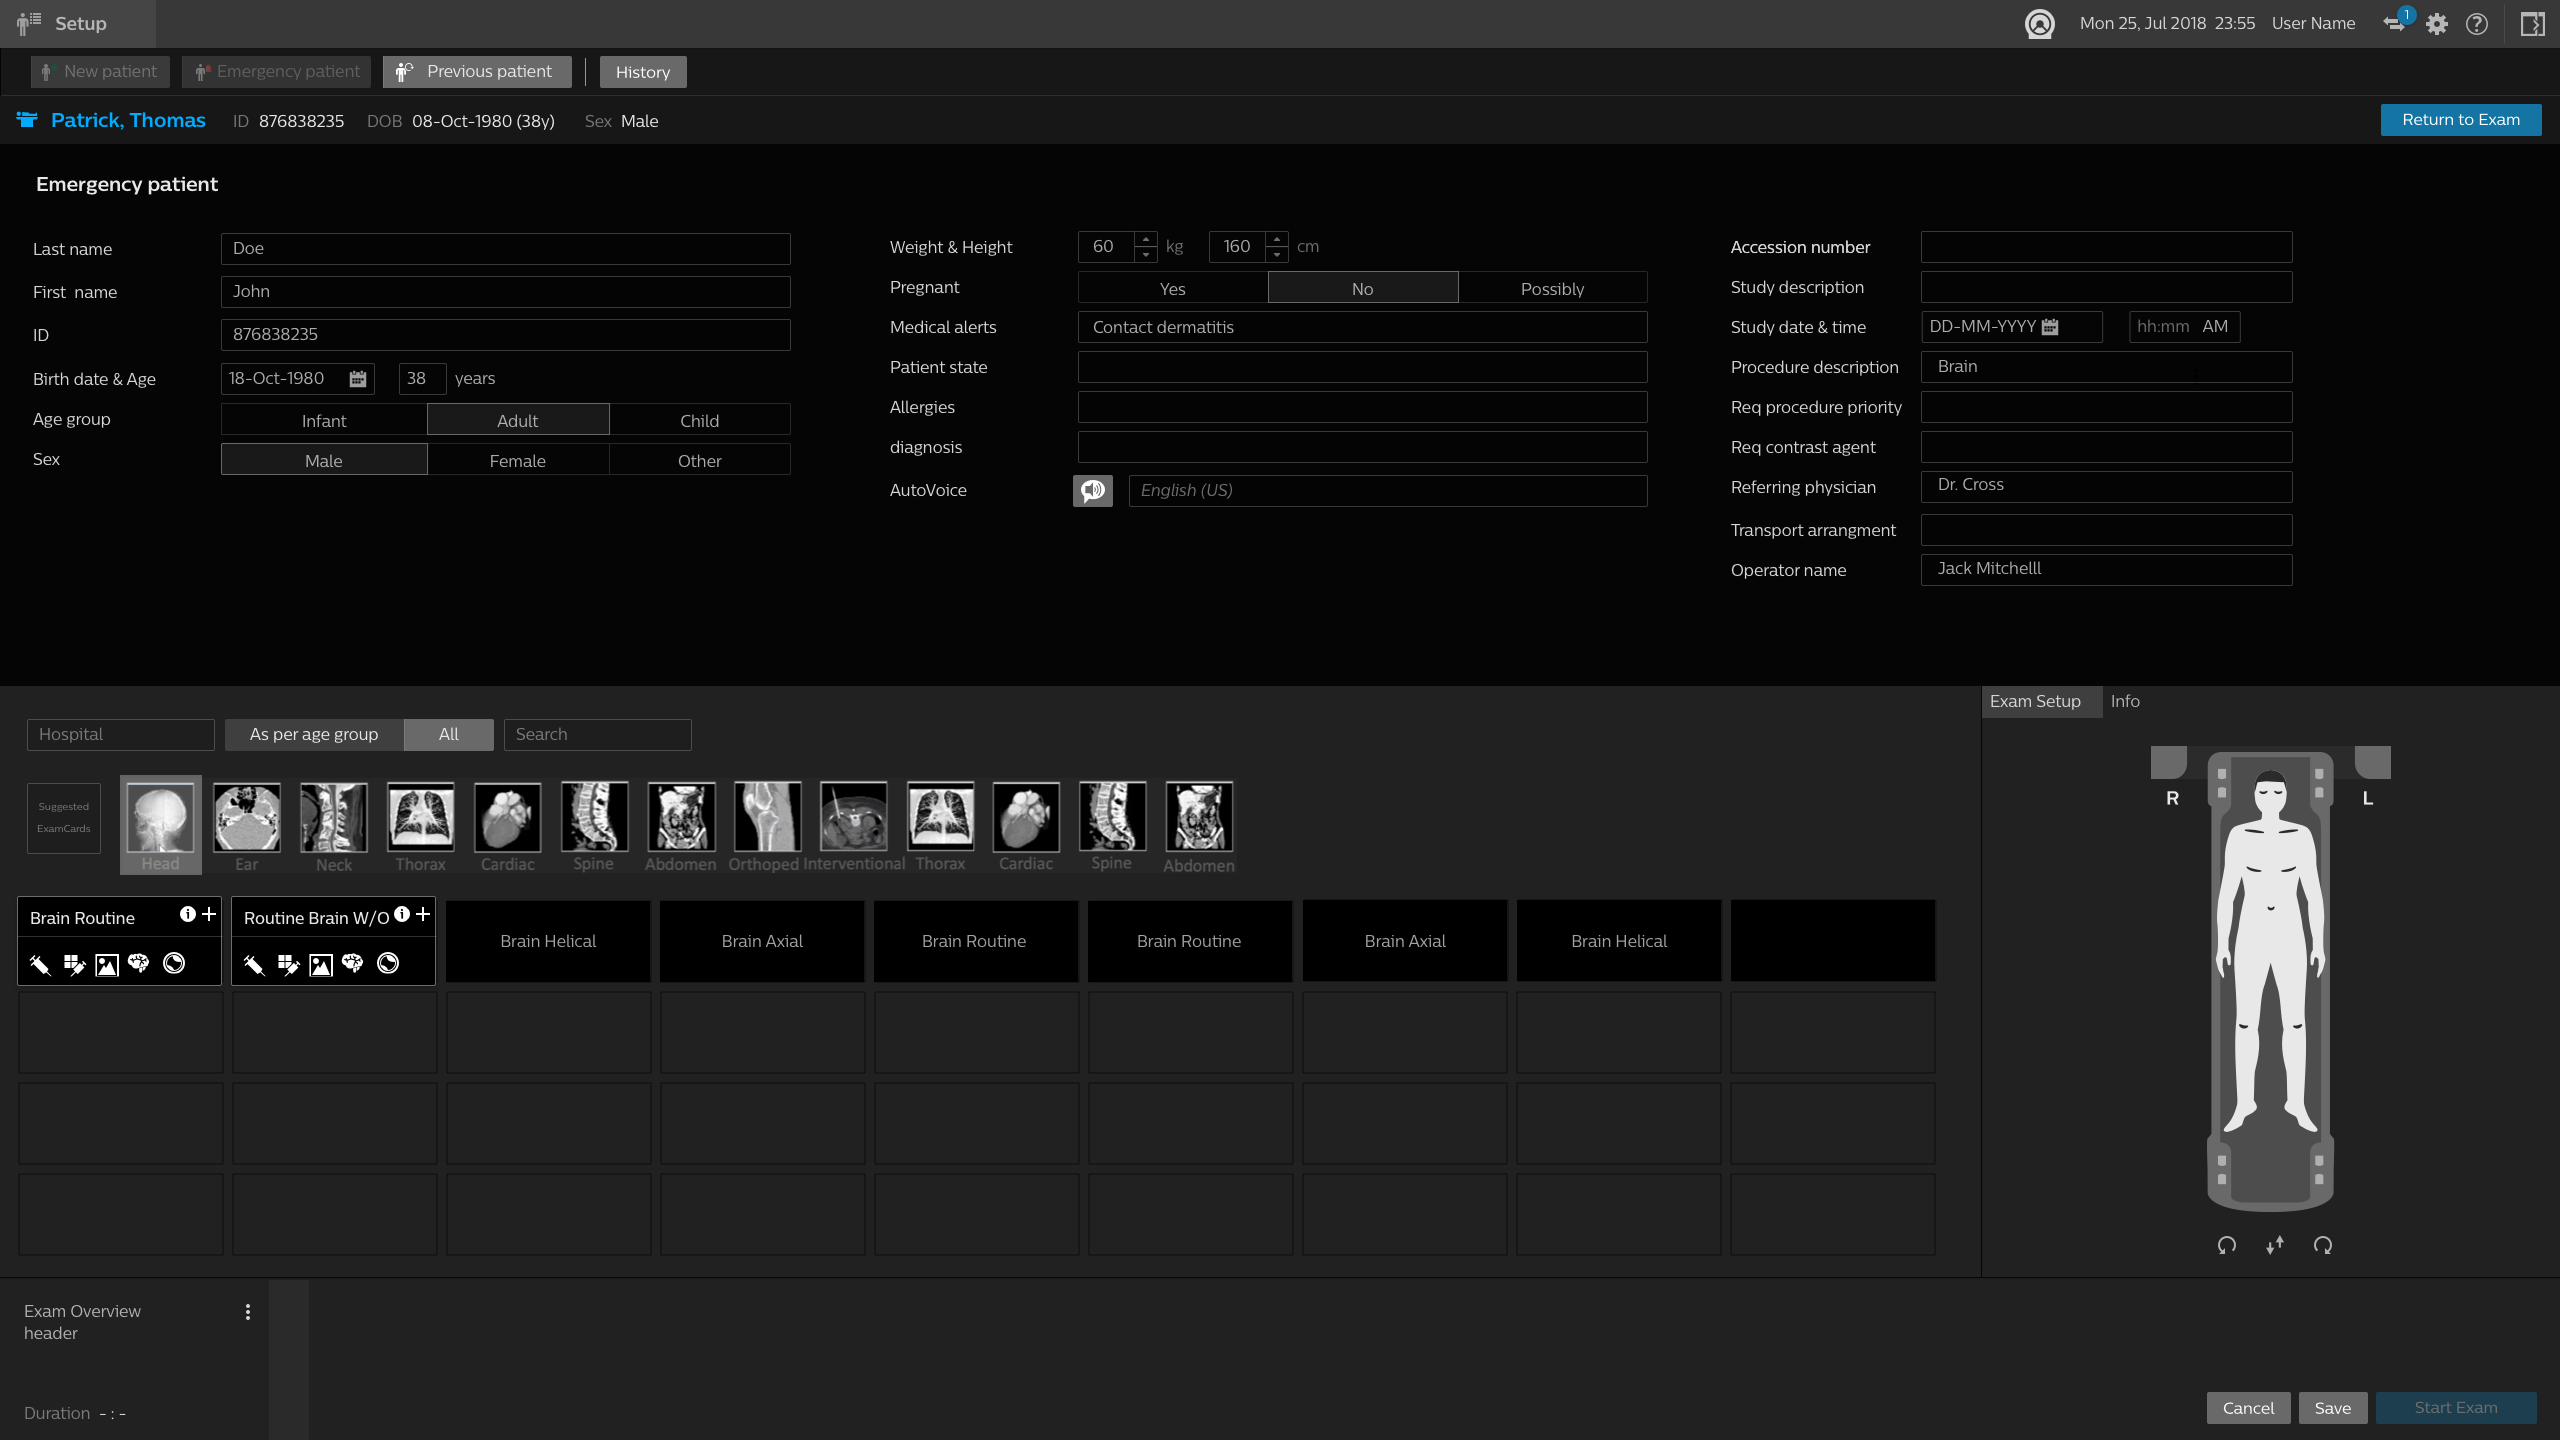 Setup
Mon 25, Jul 2018 23:55 User Name 1
New patient Emergency patient Previous patient History
Patrick, Thomas ID 876838235 DOB 08-Oct-1980 (38y) Sex Male Return to Exam
Emergency patient
Last name Doe
First name John
ID 876838235
Birth date & Age 18-Oct-1980 38 years
Age group Infant Adult Child
Sex Male Female Other
Weight & Height 60 kg 160 cm
Pregnant Yes No Possibly
Medical alerts Contact dermatitis
Patient state
Allergies
diagnosis
AutoVoice English (US)
Accession number
Study description
Study date & time DD-MM-YYYY hh:mm AM
Procedure description Brain
Req procedure priority
Req contrast agent
Referring physician Dr. Cross
Transport arrangment
Operator name Jack Mitchelll
Hospital As per age group All Search
Suggested
ExamCards
Head Ear Neck Thorax Cardiac Spine Abdomen Orthoped Interventional Thorax Cardiac Spine Abdomen
Brain Routine Routine Brain W/O Brain Helical Brain Axial Brain Routine Brain Routine Brain Axial Brain Helical
Exam Setup Info
R L
Exam Overview
header
Duration - : -
Cancel Save Start Exam